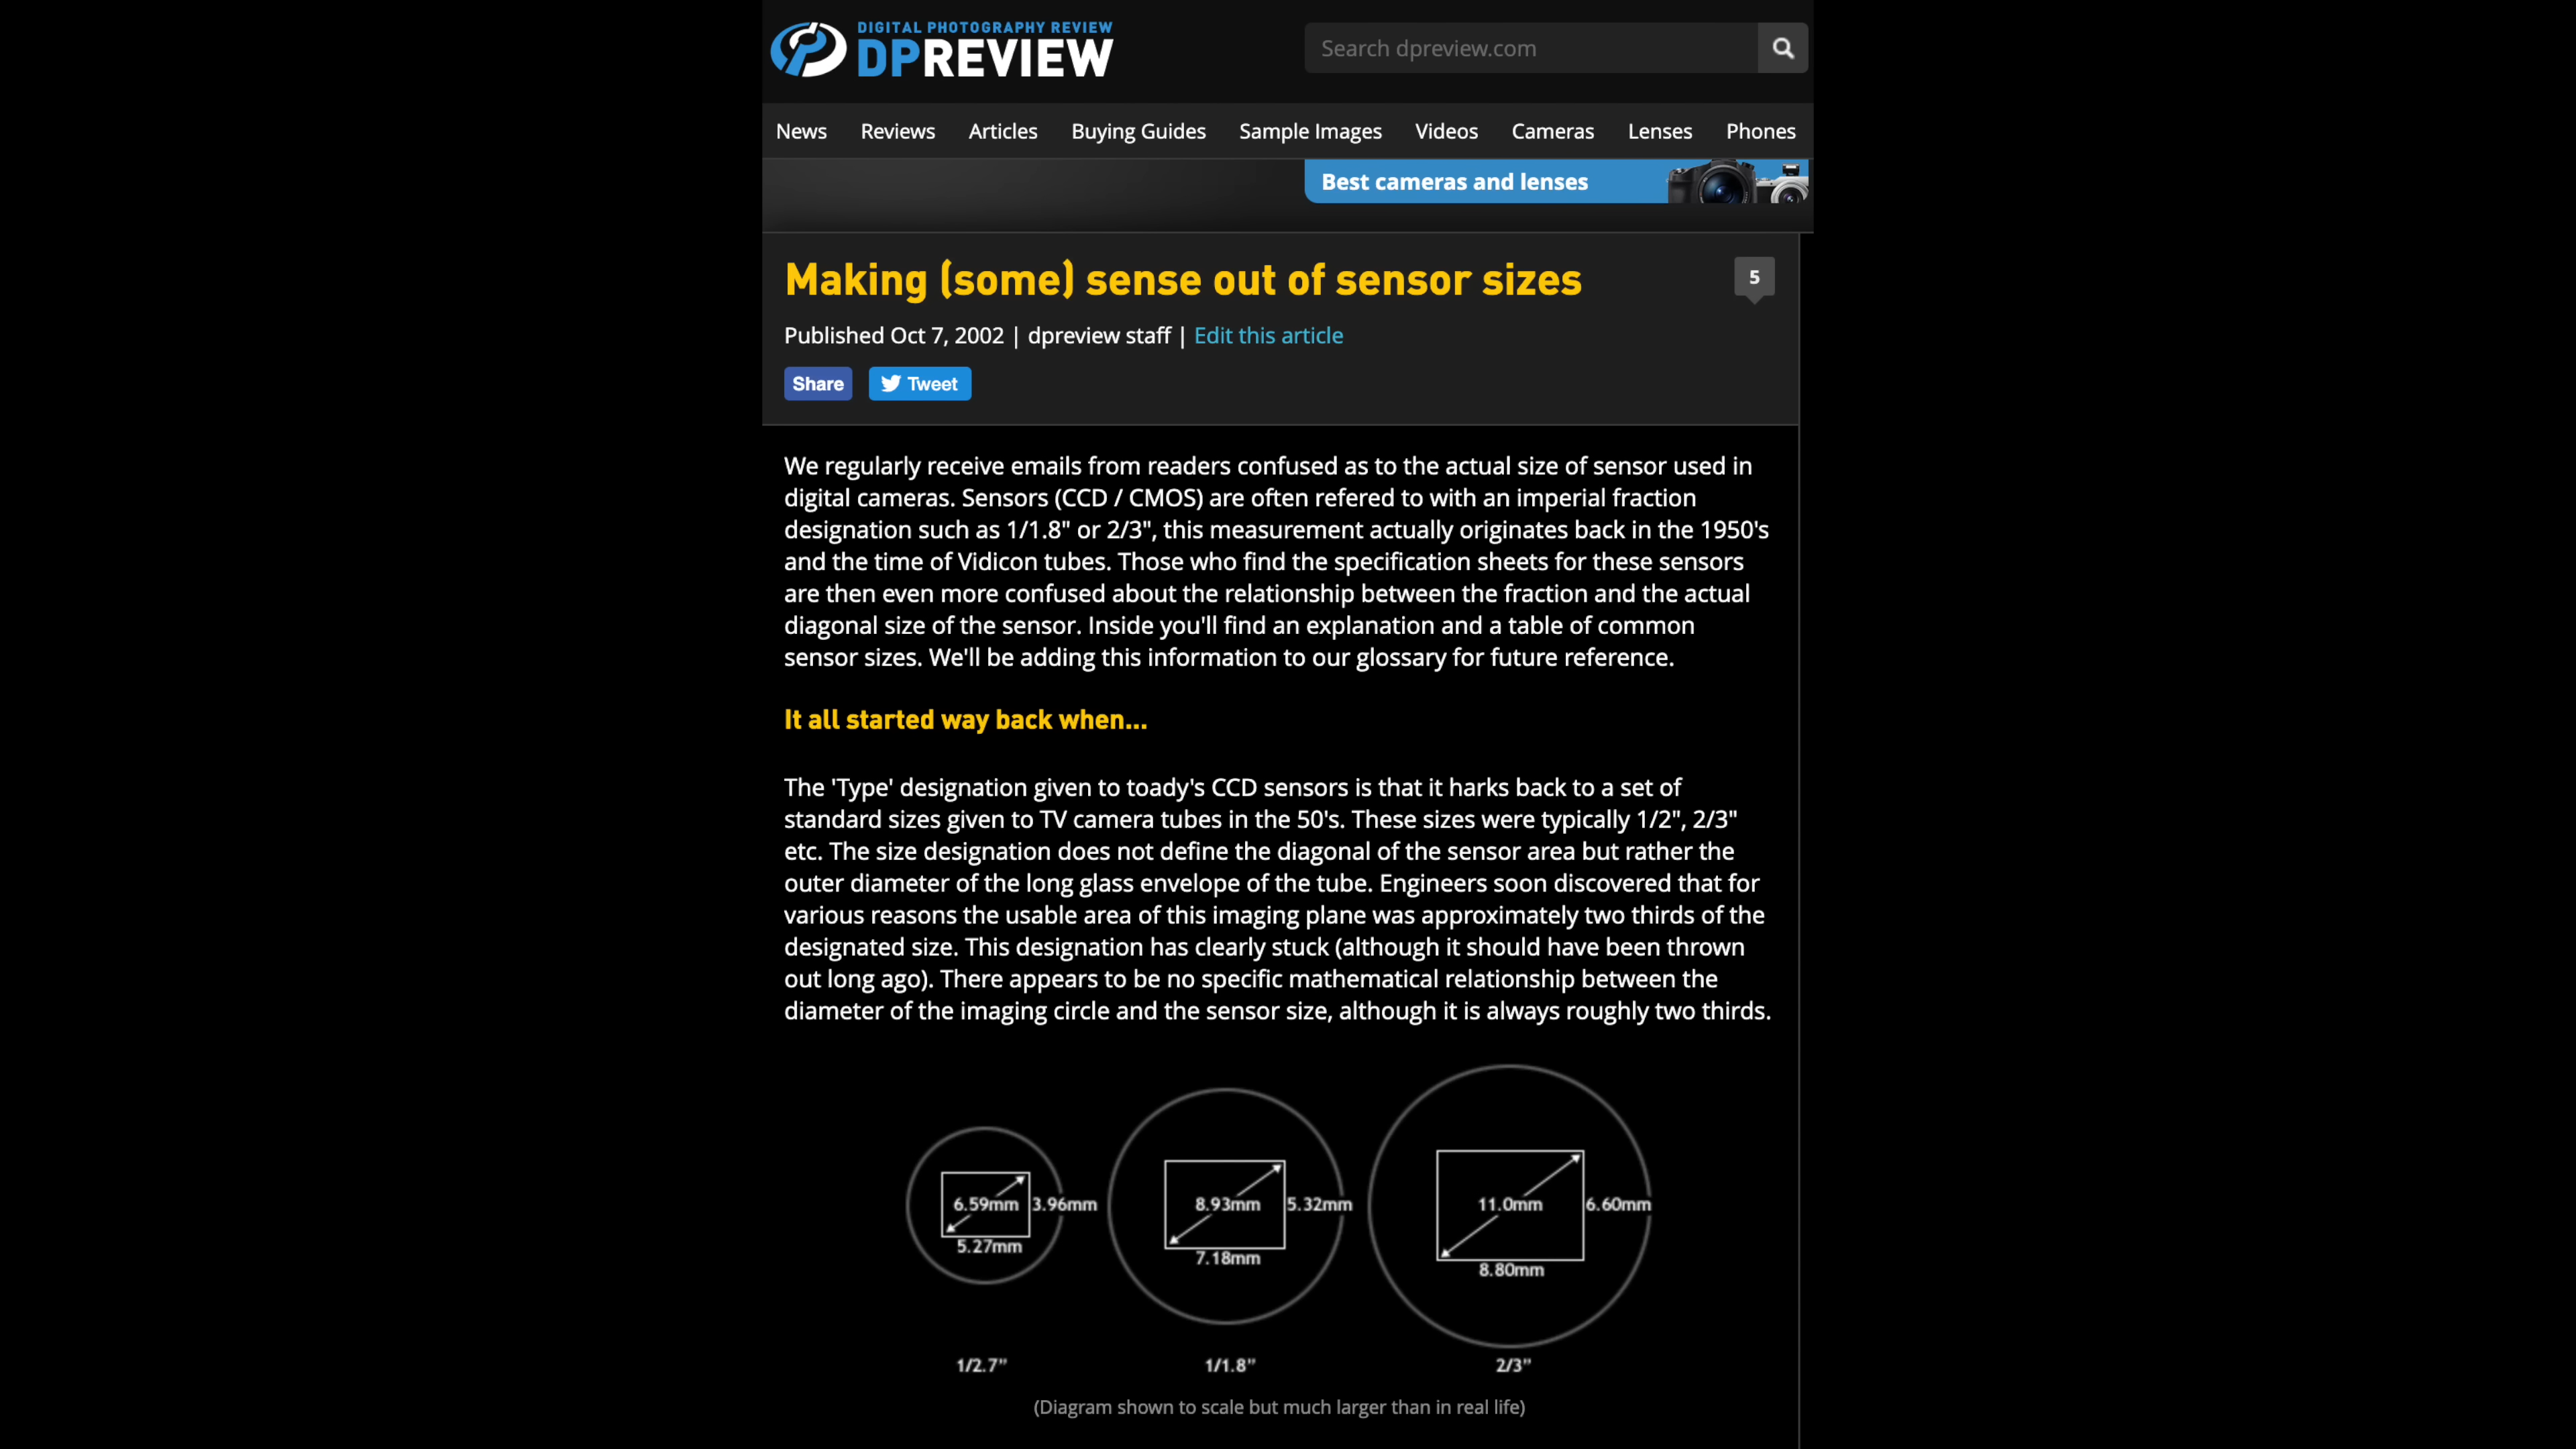 DIGITAL PHOTOGRAPHY REVIEW
DPREVIEW
Search dpreview.com
News Reviews Articles Buying Guides Sample Images Videos Cameras Lenses Phones
Best cameras and lenses
Making (some) sense out of sensor sizes
5
Published Oct 7, 2002 | dpreview staff | Edit this article
Share Tweet
We regularly receive emails from readers confused as to the actual size of sensor used in
digital cameras. Sensors (CCD / CMOS) are often refered to with an imperial fraction
designation such as 1/1.8" or 2/3", this measurement actually originates back in the 1950's
and the time of Vidicon tubes. Those who find the specification sheets for these sensors
are then even more confused about the relationship between the fraction and the actual
diagonal size of the sensor. Inside you'll find an explanation and a table of common
sensor sizes. We'll be adding this information to our glossary for future reference.
It all started way back when...
The 'Type' designation given to toady's CCD sensors is that it harks back to a set of
standard sizes given to TV camera tubes in the 50's. These sizes were typically 1/2", 2/3"
etc. The size designation does not define the diagonal of the sensor area but rather the
outer diameter of the long glass envelope of the tube. Engineers soon discovered that for
various reasons the usable area of this imaging plane was approximately two thirds of the
designated size. This designation has clearly stuck (although it should have been thrown
out long ago). There appears to be no specific mathematical relationship between the
diameter of the imaging circle and the sensor size, although it is always roughly two thirds.
6.59mm 3.96mm 8.93mm 5.32mm 11.0mm 6.60mm
5.27mm 7.18mm 8.80mm
1/2.7" 1/1.8" 2/3"
(Diagram shown to scale but much larger than in real life)